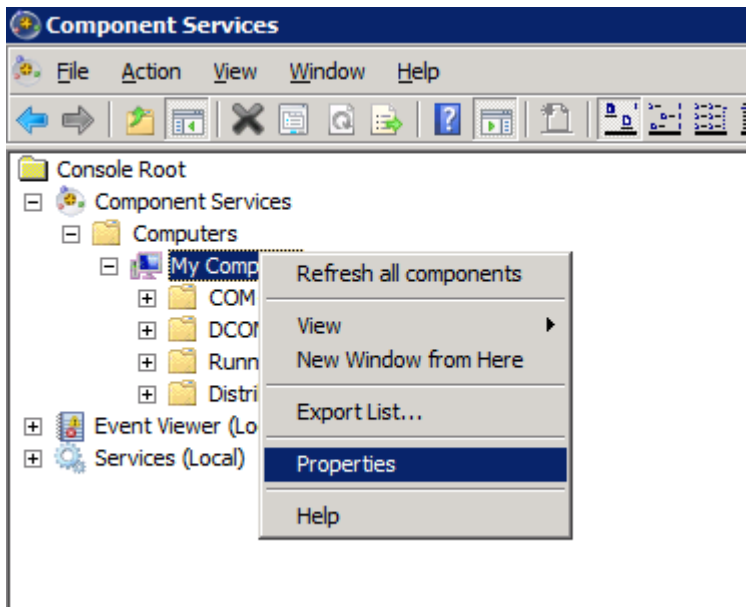 Component Services
File Action View Window Help
Console Root
Component Services
Computers
My Comp
COM
DCOM
Runn
Distri
Event Viewer (Lo
Services (Local)
Refresh all components
View
New Window from Here
Export List...
Properties
Help